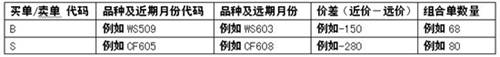 买单/卖单 代码 品种及近期月份代码 品种及远期月份 价差（近价－远价） 组合单数量
B 例如 WS509 例如 WS603 例如-150 例如 68
S 例如 CF605 例如 CF608 例如-280 例如 80